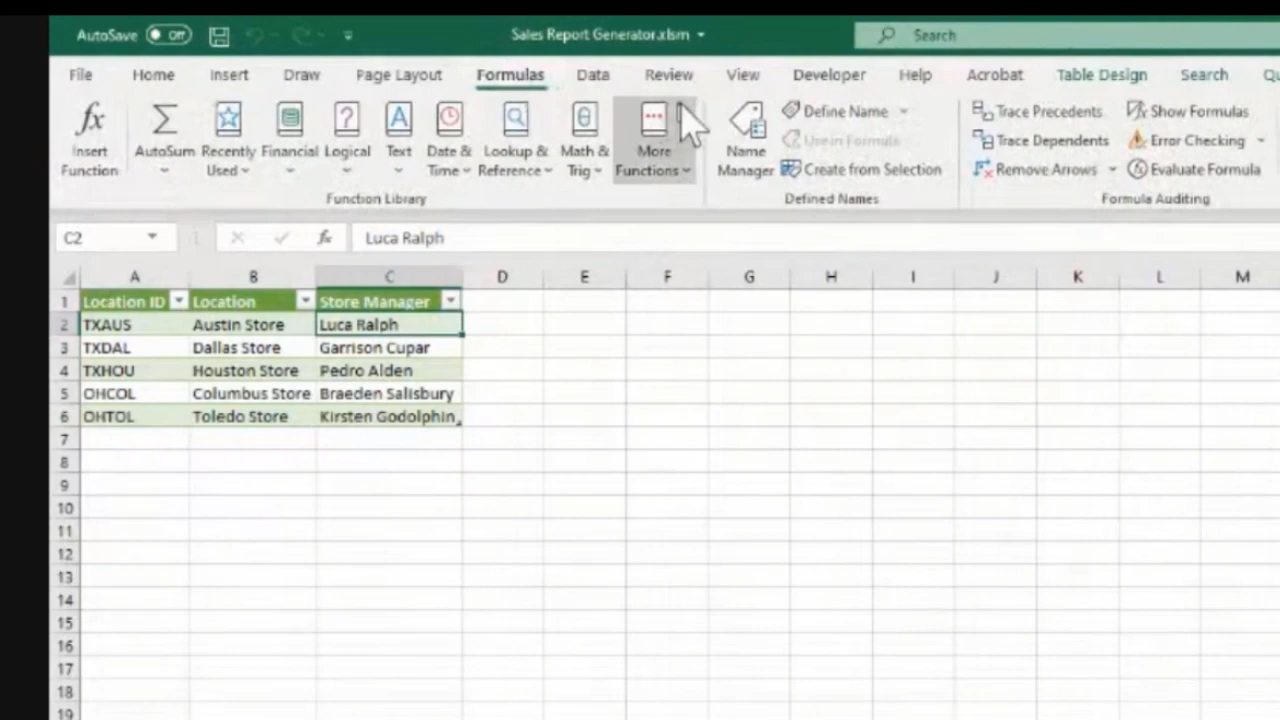 AutoSave Off Sales Report Generator.xlsm Search
File Home Insert Draw Page Layout Formulas Data Review View Developer Help Acrobat Table Design Search
Insert Function
AutoSum
Recently Used
Financial
Logical
Text
Date & Time
Lookup & Reference
Math & Trig
More Functions
Function Library
Name Manager
Define Name
Use in Formula
Create from Selection
Defined Names
Trace Precedents
Trace Dependents
Remove Arrows
Show Formulas
Error Checking
Evaluate Formula
Formula Auditing
C2 fx Luca Ralph
A B C D E F G H I J K L M
1 Location ID Location Store Manager
2 TXAUS Austin Store Luca Ralph
3 TXDAL Dallas Store Garrison Cupar
4 TXHOU Houston Store Pedro Alden
5 OHCOL Columbus Store Braeden Salisbury
6 OHTOL Toledo Store Kirsten Godolphin
7
8
9
10
11
12
13
14
15
16
17
18
19